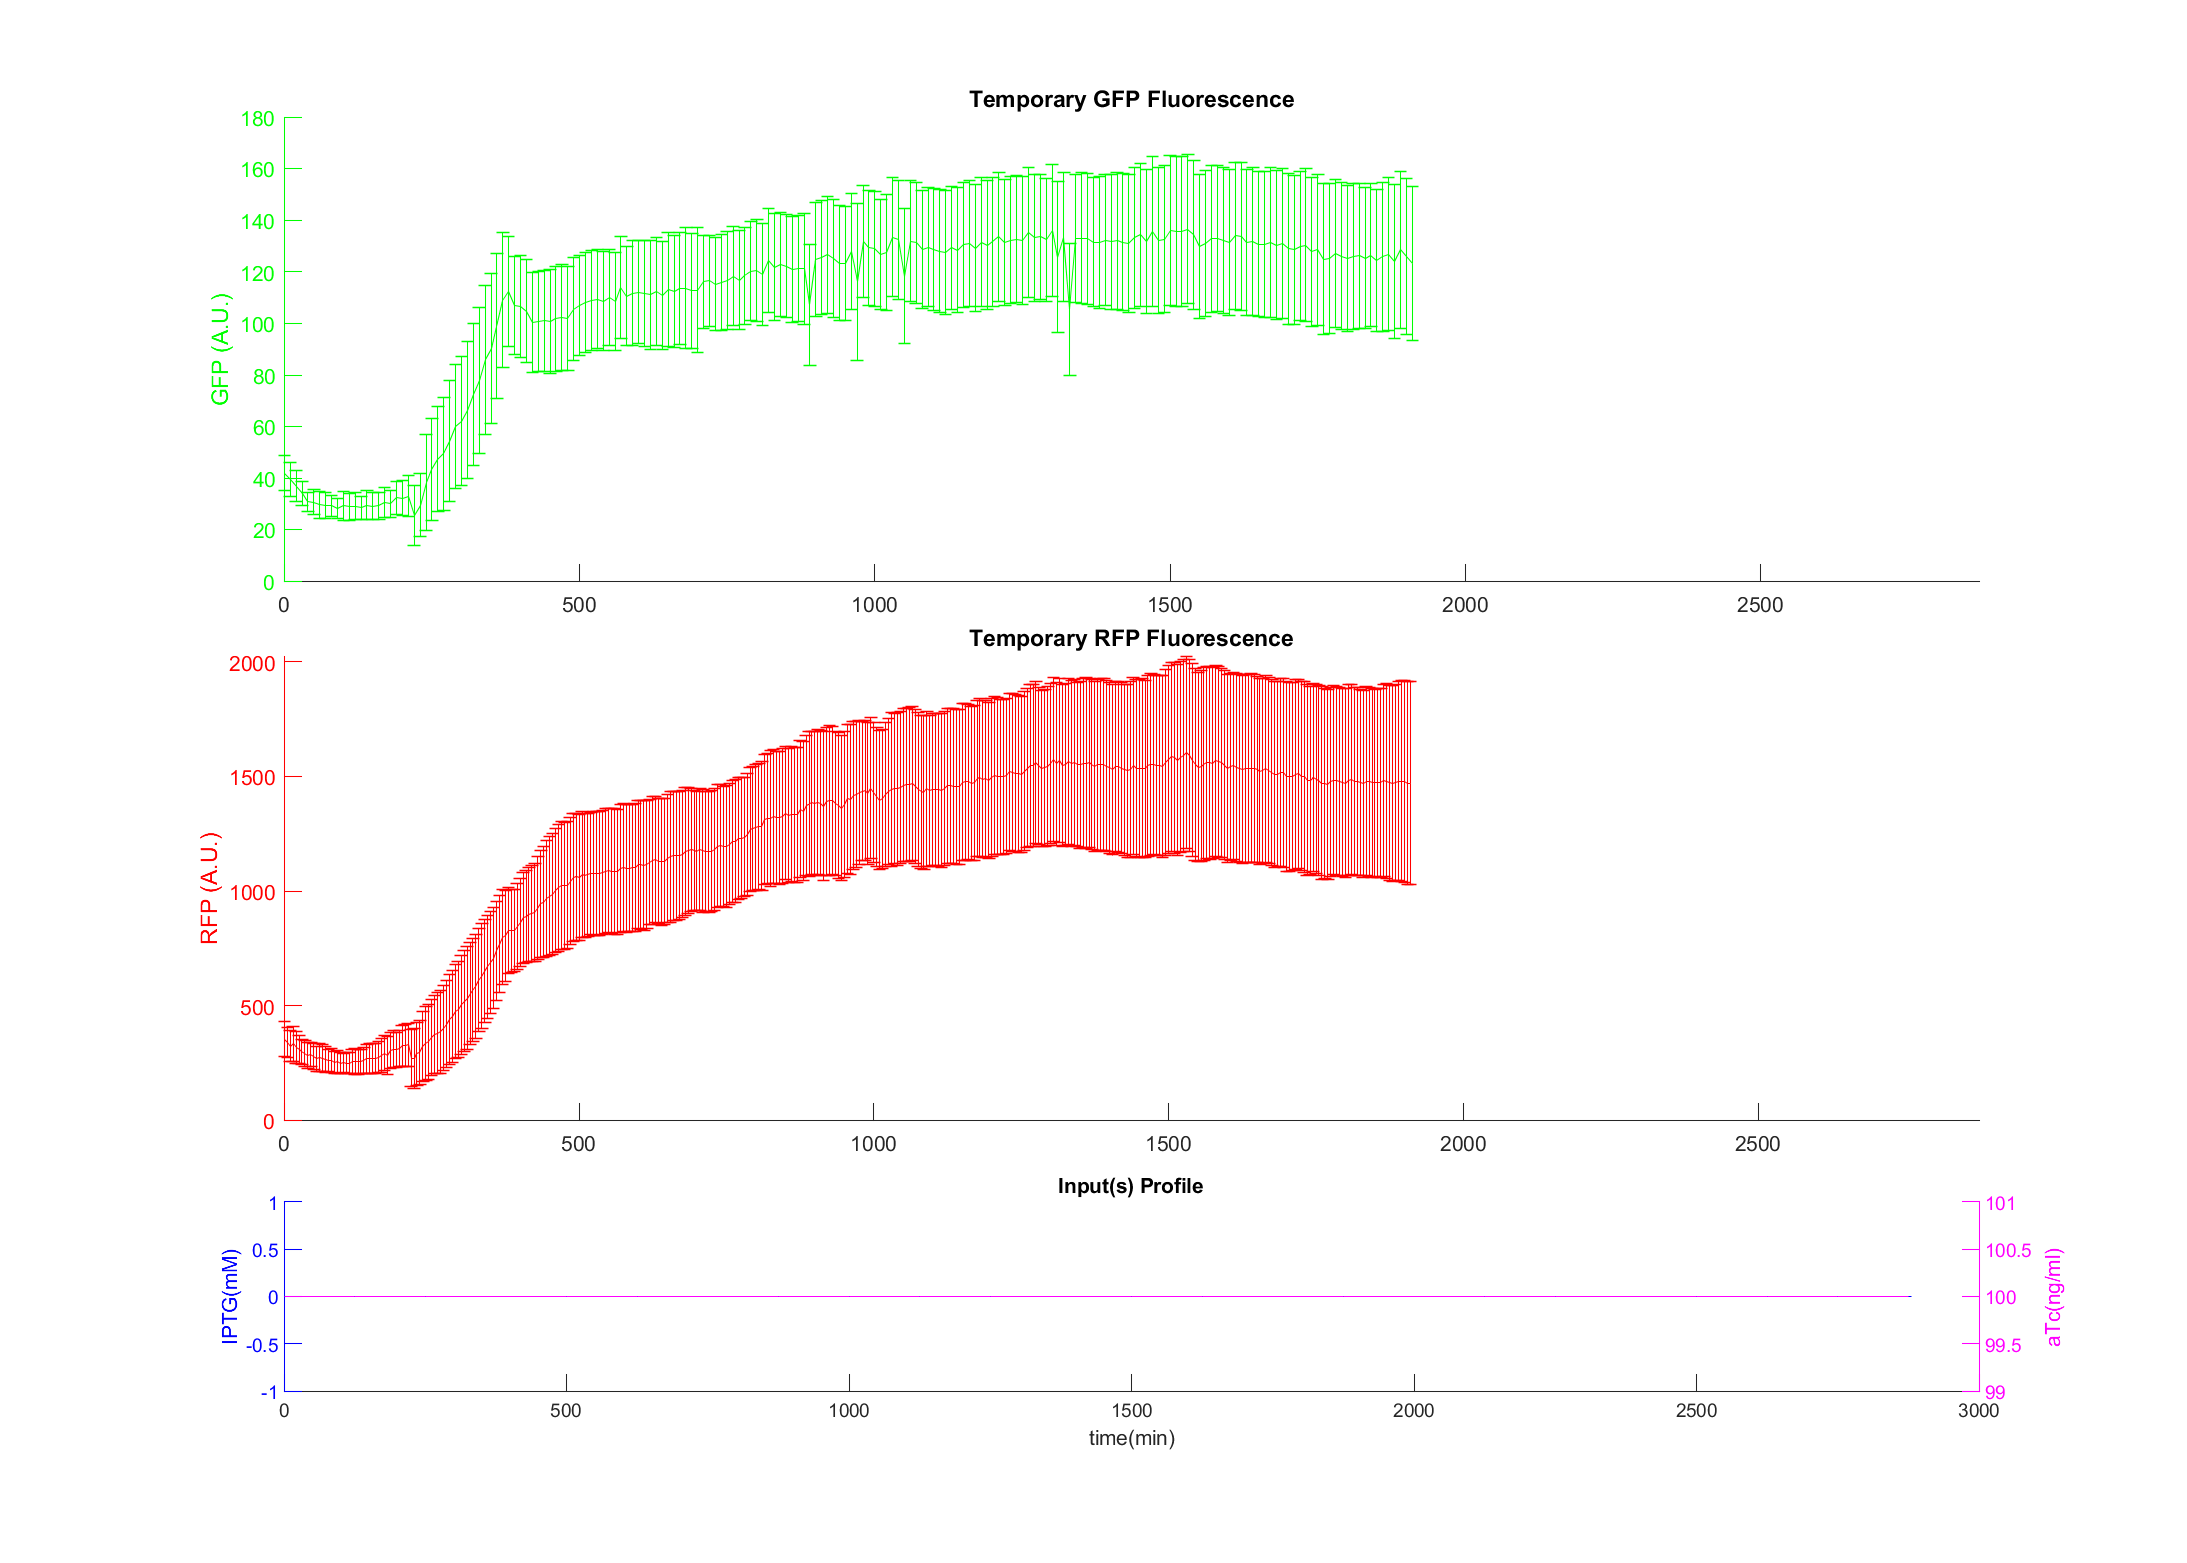 Temporary GFP Fluorescence
180
160
140
120
100
80
60
40
20
0
GFP (A.U.)
0 500 1000 1500 2000 2500
Temporary RFP Fluorescence
2000
1500
1000
500
0
RFP (A.U.)
0 500 1000 1500 2000 2500
Input(s) Profile
1
0.5
0
-0.5
-1
IPTG(mM)
101
100.5
100
99.5
99
aTc(ng/ml)
0 500 1000 1500 2000 2500 3000
time(min)